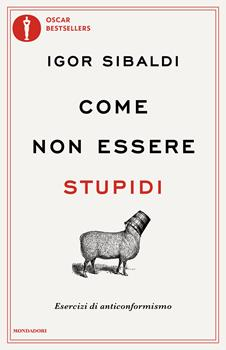 OSCAR
BESTSELLERS
IGOR SIBALDI
COME
NON ESSERE
STUPIDI
Esercizi di anticonformismo
MONDADORI